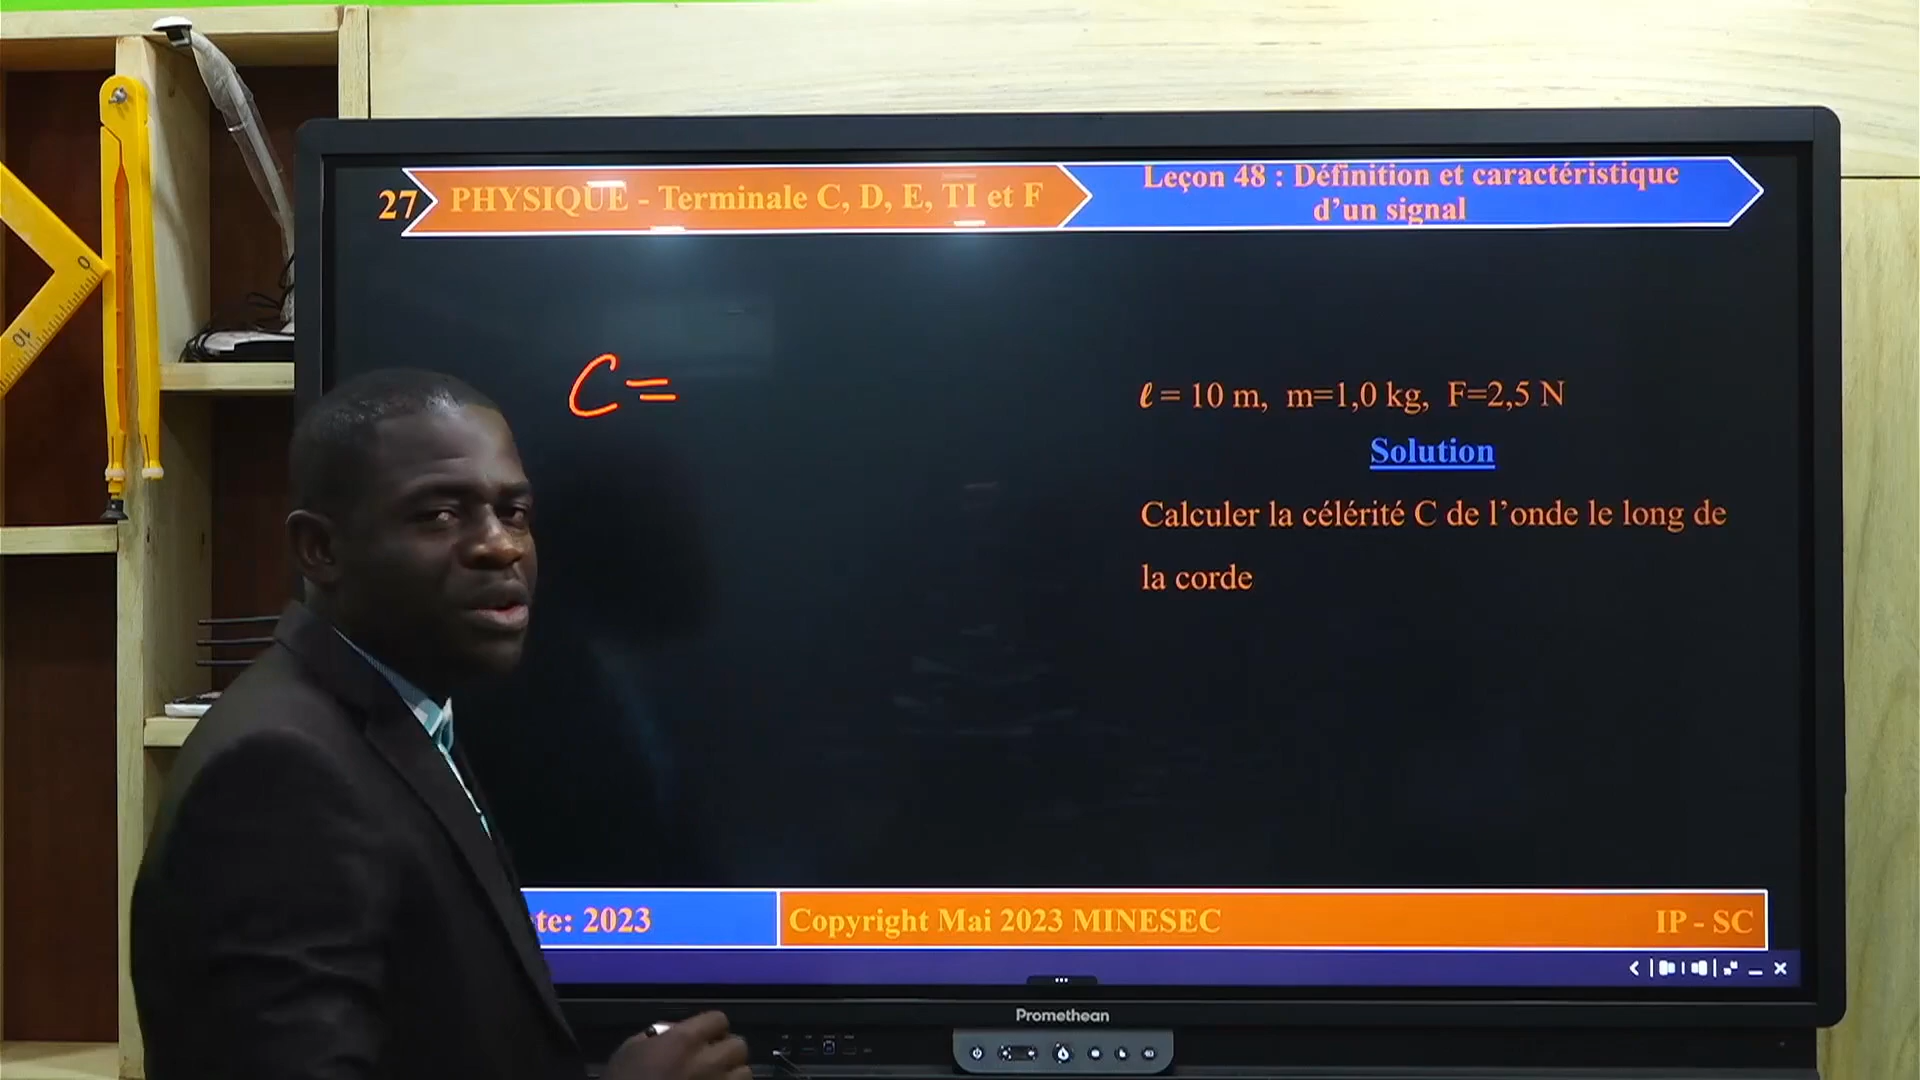 27
PHYSIQUE - Terminale C, D, E, TI et F
Leçon 48 : Définition et caractéristique
d’un signal
C=
ℓ = 10 m, m=1,0 kg, F=2,5 N
Solution
Calculer la célérité C de l’onde le long de
la corde
te: 2023
Copyright Mai 2023 MINESEC
IP - SC
Promethean
0
10